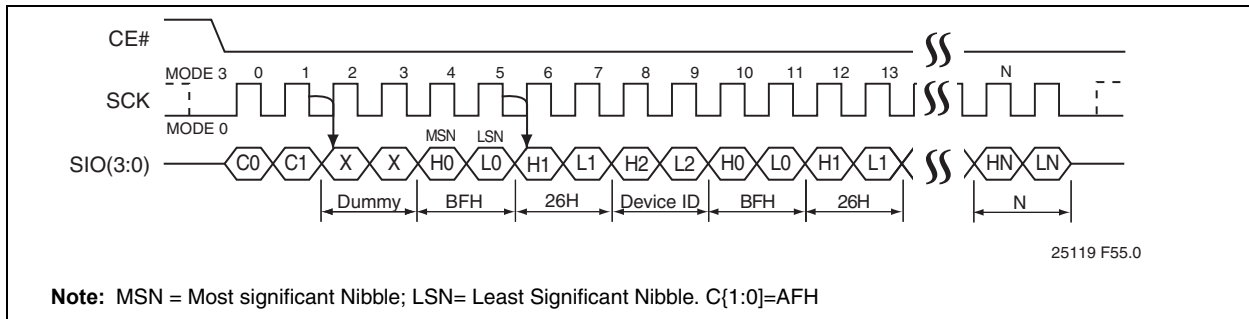 CE#
MODE 3 0 1 2 3 4 5 6 7 8 9 10 11 12 13 N
SCK
MODE 0
MSN LSN
SIO(3:0) C0 C1 X X H0 L0 H1 L1 H2 L2 H0 L0 H1 L1 HN LN
Dummy BFH 26H Device ID BFH 26H N
25119 F55.0
Note: MSN = Most significant Nibble; LSN= Least Significant Nibble. C{1:0]=AFH